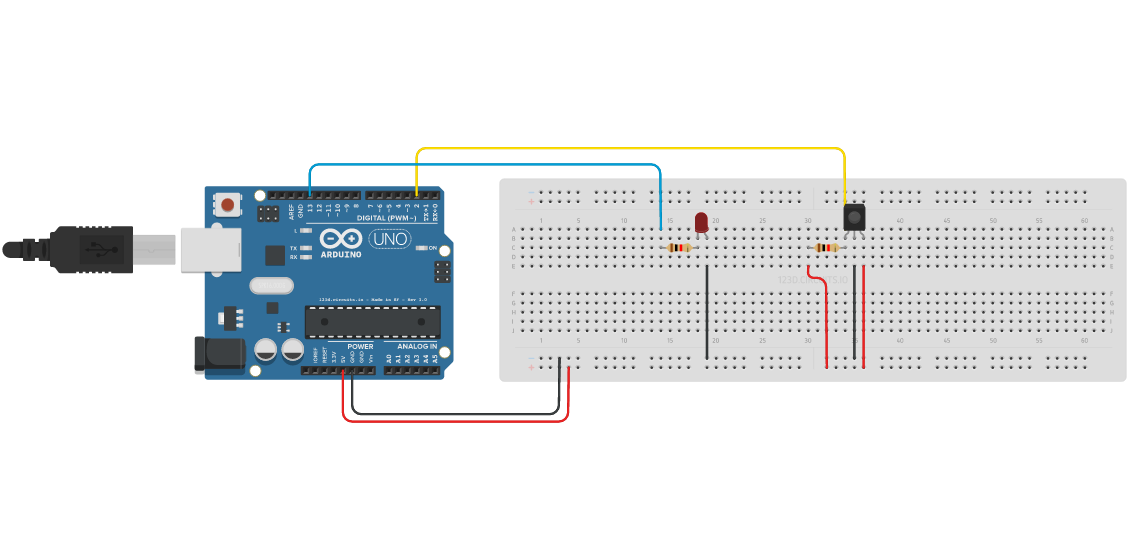 AREF
GND
13
12
~11
~10
~9
8
7
~6
~5
4
~3
2
TX→1
RX←0
DIGITAL (PWM~)
L
TX
RX
UNO
ON
ARDUINO
123d.circuits.io - Made in SF - Rev 1.0
POWER
ANALOG IN
IOREF
RESET
3.3V
5V
GND
GND
Vin
A0
A1
A2
A3
A4
A5
− +
1 5 10 15 20 25 30 35 40 45 50 55 60
A A
B B
C C
D D
E E
123D.CIRCUITS.IO
F F
G G
H H
I I
J J
1 5 10 15 20 25 30 35 40 45 50 55 60
− +